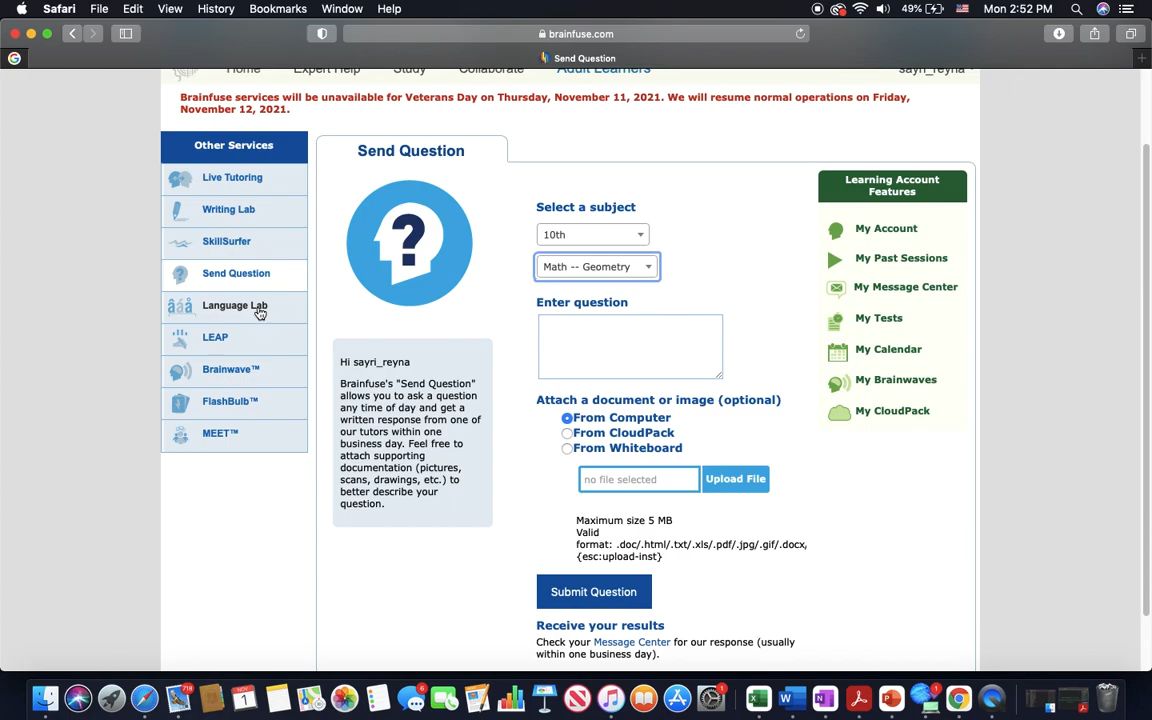 Safari File Edit View History Bookmarks Window Help
49% Mon 2:52 PM
brainfuse.com
Send Question
Home Expert Help Study Collaborate Adult Learners sayri_reyna
Brainfuse services will be unavailable for Veterans Day on Thursday, November 11, 2021. We will resume normal operations on Friday,
November 12, 2021.
Other Services
Live Tutoring
Writing Lab
SkillSurfer
Send Question
Language Lab
LEAP
Brainwave™
FlashBulb™
MEET™
Send Question
?
Hi sayri_reyna
Brainfuse's "Send Question"
allows you to ask a question
any time of day and get a
written response from one of
our tutors within one
business day. Feel free to
attach supporting
documentation (pictures,
scans, drawings, etc.) to
better describe your
question.
Select a subject
10th
Math -- Geometry
Enter question
Attach a document or image (optional)
From Computer
From CloudPack
From Whiteboard
no file selected Upload File
Maximum size 5 MB
Valid
format: .doc/.html/.txt/.xls/.pdf/.jpg/.gif/.docx,
{esc:upload-inst}
Submit Question
Receive your results
Check your Message Center for our response (usually
within one business day).
Learning Account
Features
My Account
My Past Sessions
My Message Center
My Tests
My Calendar
My Brainwaves
My CloudPack
718
NOV
1
6
1
1